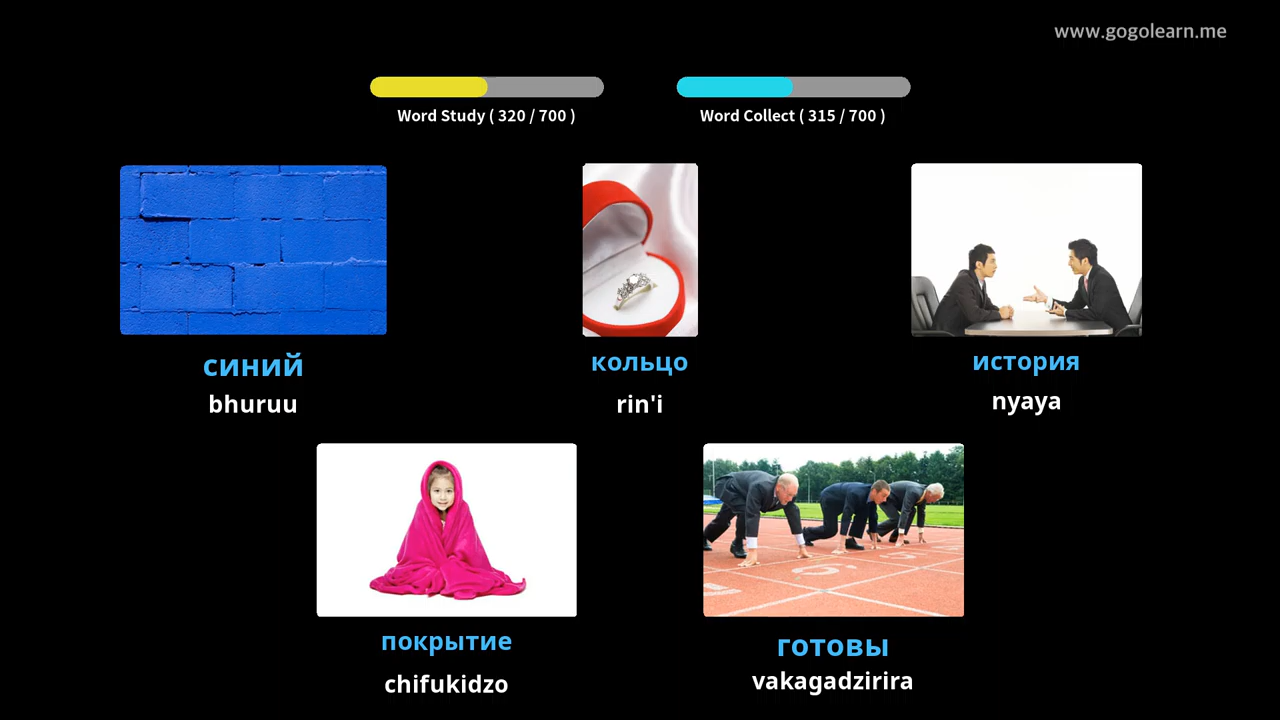 www.gogolearn.me
Word Study ( 320 / 700 )
Word Collect ( 315 / 700 )
синий
bhuruu
кольцо
rin'i
история
nyaya
покрытие
chifukidzo
готовы
vakagadzirira